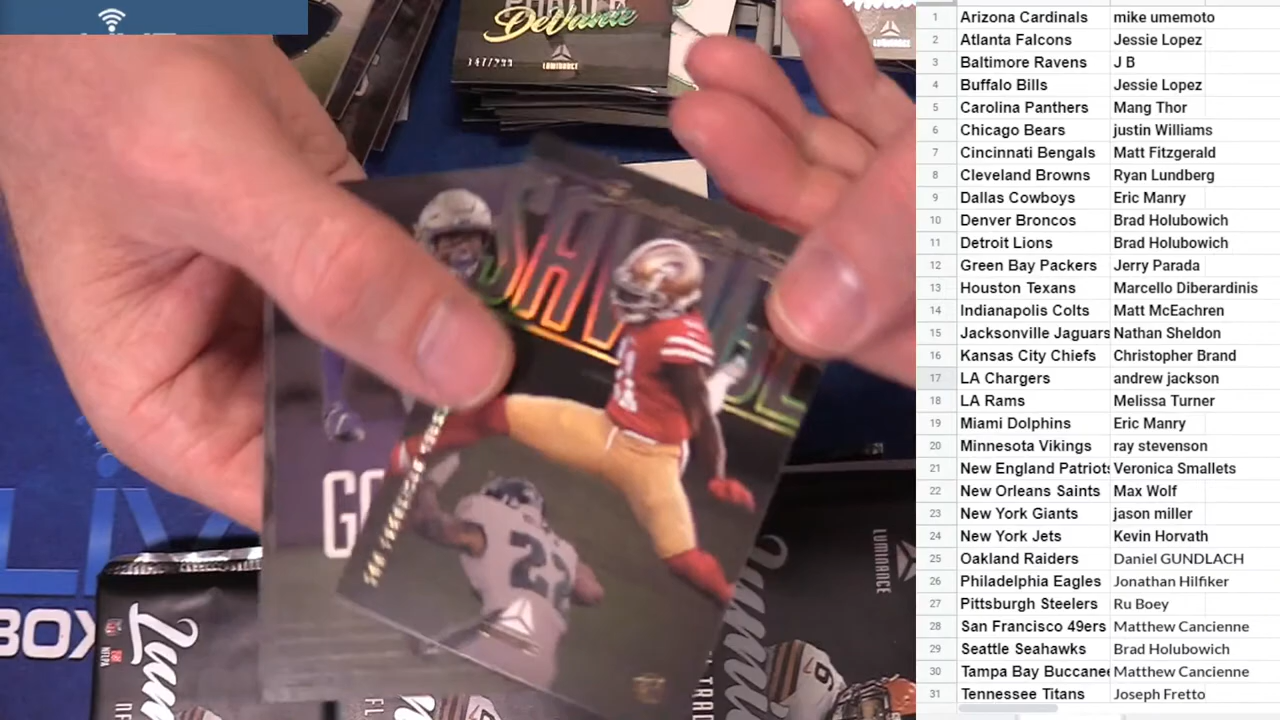 DeVante
147/299
LUMINANCE
LUMINANCE
GO
22
LUMINANCE
BOX
NFL
1 Arizona Cardinals mike umemoto
2 Atlanta Falcons Jessie Lopez
3 Baltimore Ravens J B
4 Buffalo Bills Jessie Lopez
5 Carolina Panthers Mang Thor
6 Chicago Bears justin Williams
7 Cincinnati Bengals Matt Fitzgerald
8 Cleveland Browns Ryan Lundberg
9 Dallas Cowboys Eric Manry
10 Denver Broncos Brad Holubowich
11 Detroit Lions Brad Holubowich
12 Green Bay Packers Jerry Parada
13 Houston Texans Marcello Diberardinis
14 Indianapolis Colts Matt McEachren
15 Jacksonville Jaguars Nathan Sheldon
16 Kansas City Chiefs Christopher Brand
17 LA Chargers andrew jackson
18 LA Rams Melissa Turner
19 Miami Dolphins Eric Manry
20 Minnesota Vikings ray stevenson
21 New England Patriots Veronica Smallets
22 New Orleans Saints Max Wolf
23 New York Giants jason miller
24 New York Jets Kevin Horvath
25 Oakland Raiders Daniel GUNDLACH
26 Philadelphia Eagles Jonathan Hilfiker
27 Pittsburgh Steelers Ru Boey
28 San Francisco 49ers Matthew Cancienne
29 Seattle Seahawks Brad Holubowich
30 Tampa Bay Buccanee Matthew Cancienne
31 Tennessee Titans Joseph Fretto